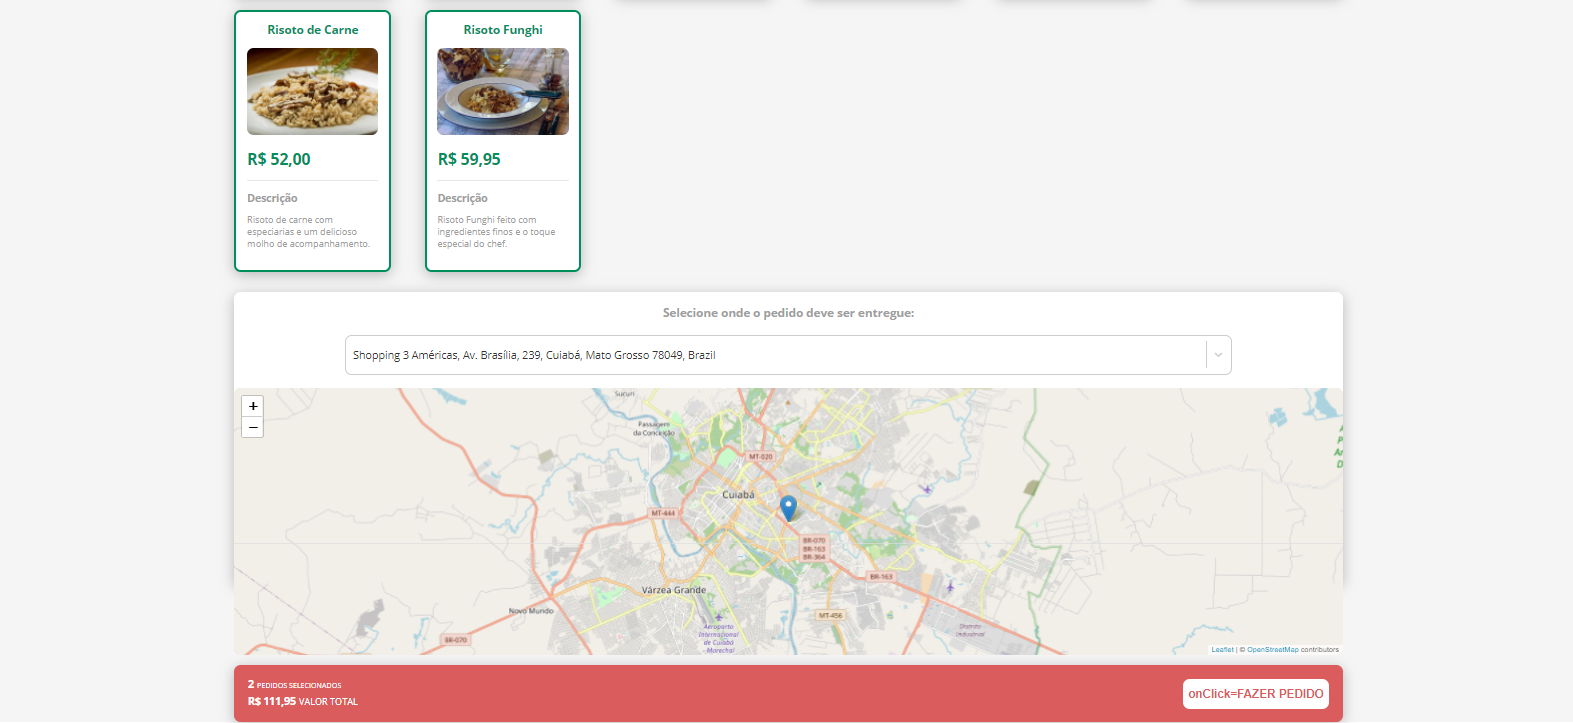 Risoto de Carne
R$ 52,00
Descrição
Risoto de carne com
especiarias e um delicioso
molho de acompanhamento.
Risoto Funghi
R$ 59,95
Descrição
Risoto Funghi feito com
ingredientes finos e o toque
especial do chef.
Selecione onde o pedido deve ser entregue:
Shopping 3 Américas, Av. Brasília, 239, Cuiabá, Mato Grosso 78049, Brazil
+
−
Sucuri
Passagem
da Conceição
MT-020
Cuiabá
MT-444
BR-070
BR-163
BR-364
BR-163
Várzea Grande
Novo Mundo
MT-456
Aeroporto
Internacional
de Cuiabá
- Marechal
Distrito
Industrial
BR-070
Leaflet | © OpenStreetMap contributors
2 PEDIDOS SELECIONADOS
R$ 111,95 VALOR TOTAL
onClick=FAZER PEDIDO